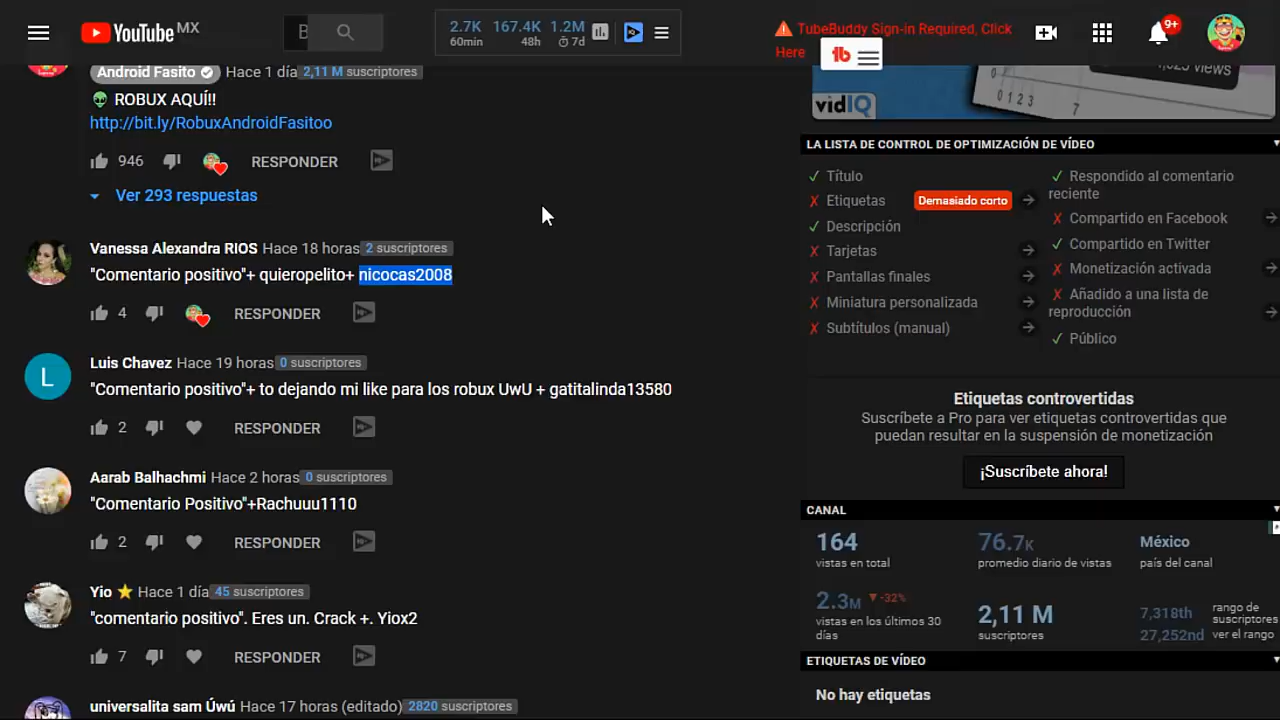 YouTube MX
B
2.7K 167.4K 1.2M
60min 48h 7d
TubeBuddy Sign-in Required, Click
Here
tb
9+
Android Fasito Hace 1 día 2,11 M suscriptores
ROBUX AQUÍ!!
http://bit.ly/RobuxAndroidFasitoo
946 RESPONDER
Ver 293 respuestas
Vanessa Alexandra RIOS Hace 18 horas 2 suscriptores
"Comentario positivo"+ quieropelito+ nicocas2008
4 RESPONDER
L
Luis Chavez Hace 19 horas 0 suscriptores
"Comentario positivo"+ to dejando mi like para los robux UwU + gatitalinda13580
2 RESPONDER
Aarab Balhachmi Hace 2 horas 0 suscriptores
"Comentario Positivo"+Rachuuu1110
2 RESPONDER
Yio ⭐ Hace 1 día 45 suscriptores
"comentario positivo". Eres un. Crack +. Yiox2
7 RESPONDER
universalita sam Úwú Hace 17 horas (editado) 2820 suscriptores
views
0 1 2 3 7
vidIQ
LA LISTA DE CONTROL DE OPTIMIZACIÓN DE VÍDEO
Título
Etiquetas Demasiado corto
Descripción
Tarjetas
Pantallas finales
Miniatura personalizada
Subtítulos (manual)
Respondido al comentario
reciente
Compartido en Facebook
Compartido en Twitter
Monetización activada
Añadido a una lista de
reproducción
Público
Etiquetas controvertidas
Suscríbete a Pro para ver etiquetas controvertidas que
puedan resultar en la suspensión de monetización
¡Suscríbete ahora!
CANAL
164 76.7K México
vistas en total promedio diario de vistas país del canal
2.3M ▼-32%
vistas en los últimos 30
días
2,11 M
suscriptores
7,318th rango de
suscriptores
27,252nd ver el rango
ETIQUETAS DE VÍDEO
No hay etiquetas